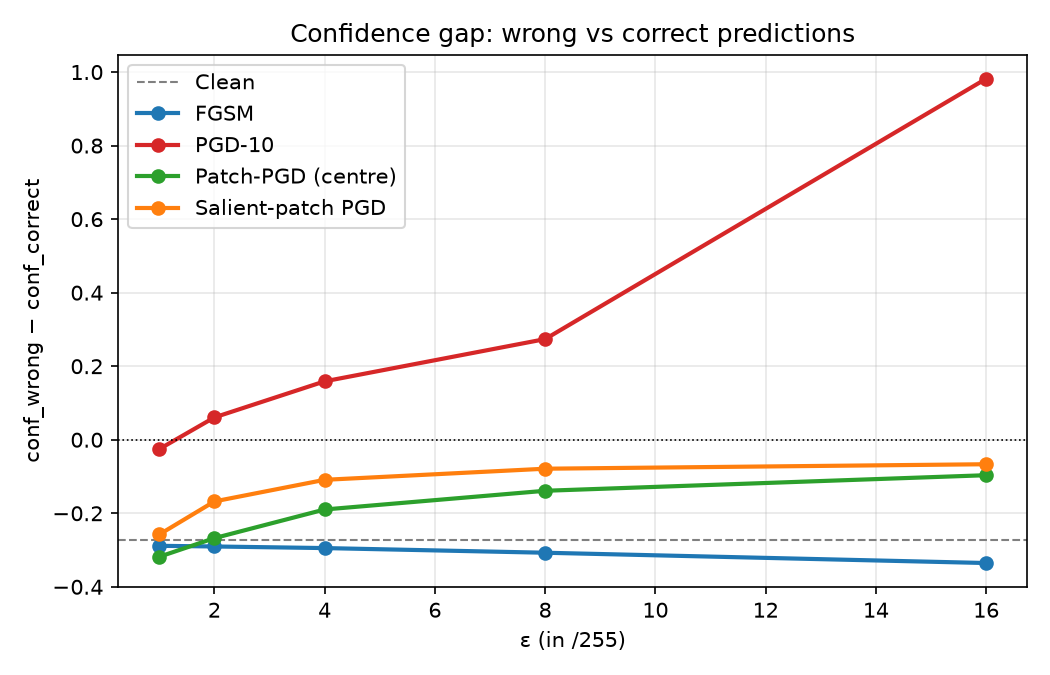 Confidence gap: wrong vs correct predictions
Clean
FGSM
PGD-10
Patch-PGD (centre)
Salient-patch PGD
conf_wrong − conf_correct
1.0
0.8
0.6
0.4
0.2
0.0
−0.2
−0.4
2
4
6
8
10
12
14
16
ε (in /255)